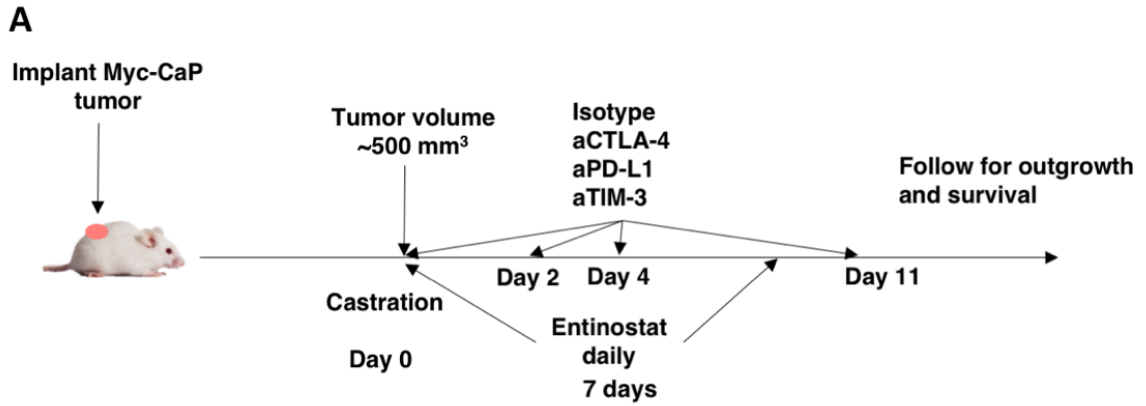 A
Implant Myc-CaP
tumor
Tumor volume
~500 mm³
Isotype
aCTLA-4
aPD-L1
aTIM-3
Follow for outgrowth
and survival
Day 2
Day 4
Day 11
Castration
Day 0
Entinostat
daily
7 days